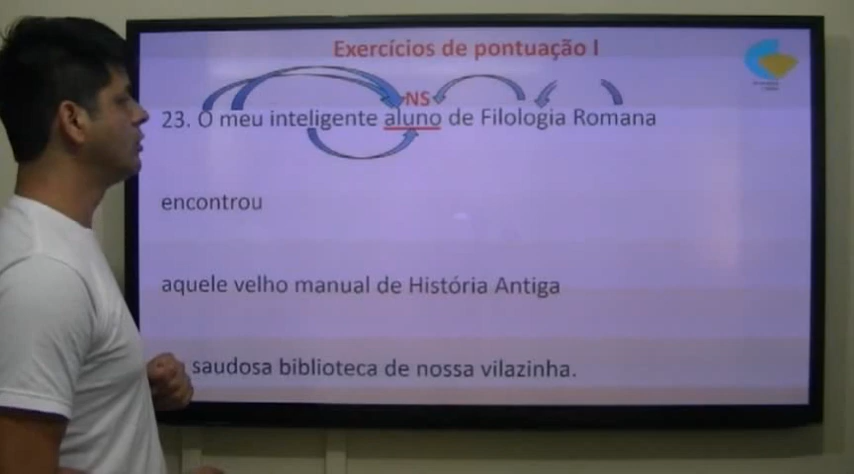 Exercícios de pontuação I
NS
23. O meu inteligente aluno de Filologia Romana
encontrou
aquele velho manual de História Antiga
saudosa biblioteca de nossa vilazinha.